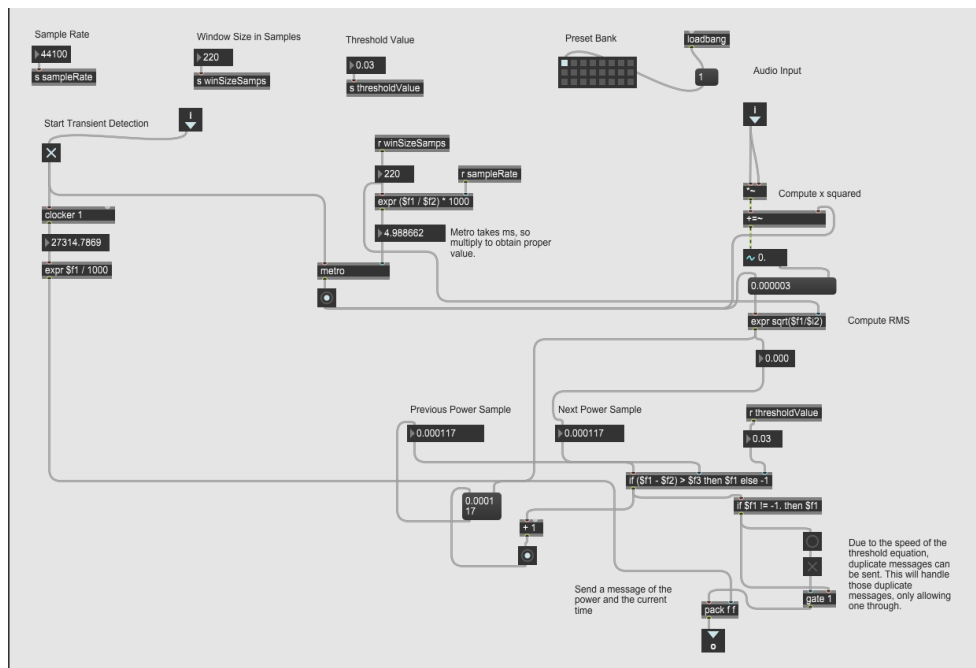 Sample Rate
44100
s sampleRate
Window Size in Samples
220
s winSizeSamps
Threshold Value
0.03
s thresholdValue
Preset Bank
loadbang
1
Audio Input
Start Transient Detection
i
i
r winSizeSamps
220
r sampleRate
expr ($f1 / $f2) * 1000
4.988662
Metro takes ms, so
multiply to obtain proper
value.
clocker 1
27314.7869
expr $f1 / 1000
metro
*~
Compute x squared
+=~
0.
0.000003
expr sqrt($f1/$i2)
Compute RMS
0.000
Previous Power Sample
0.000117
Next Power Sample
0.000117
r thresholdValue
0.03
if ($f1 - $f2) > $f3 then $f1 else -1
0.0001
17
+ 1
if $f1 != -1. then $f1
Due to the speed of the
threshold equation,
duplicate messages can
be sent. This will handle
those duplicate
messages, only allowing
one through.
gate 1
Send a message of the
power and the current
time
pack f f
o